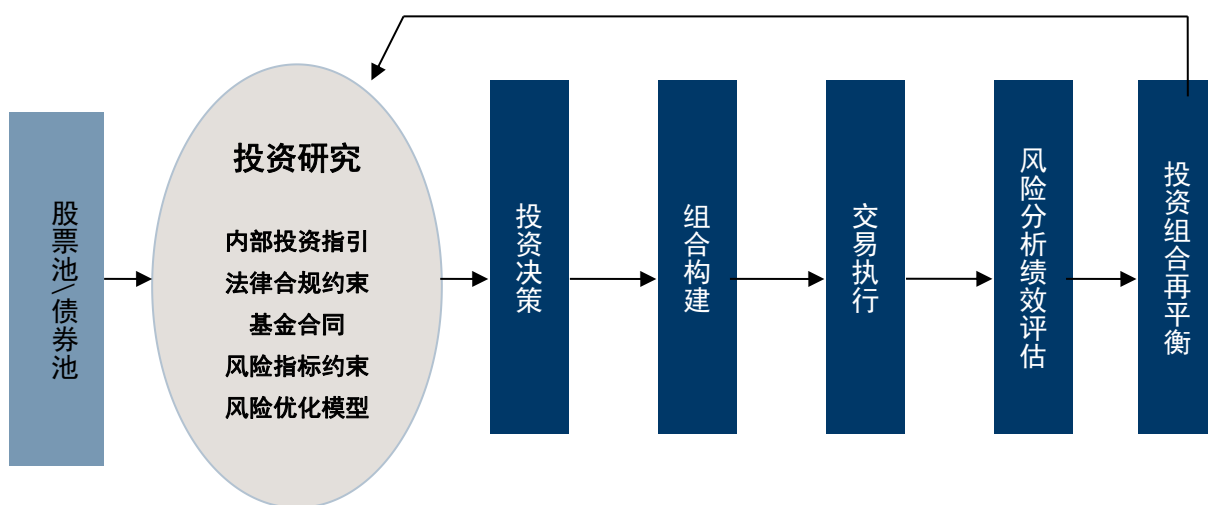 股票池/债券池
投资研究
内部投资指引
法律合规约束
基金合同
风险指标约束
风险优化模型
投资决策
组合构建
交易执行
风险分析绩效评估
投资组合再平衡